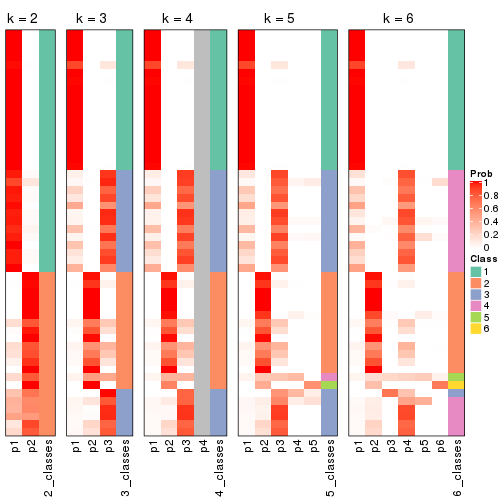 k = 2
k = 3
k = 4
k = 5
k = 6
Prob
1
0.8
0.6
0.4
0.2
0
Class
1
2
3
4
5
6
p1
p2
2_classes
p1
p2
p3
3_classes
p1
p2
p3
p4
4_classes
p1
p2
p3
p4
p5
5_classes
p1
p2
p3
p4
p5
p6
6_classes